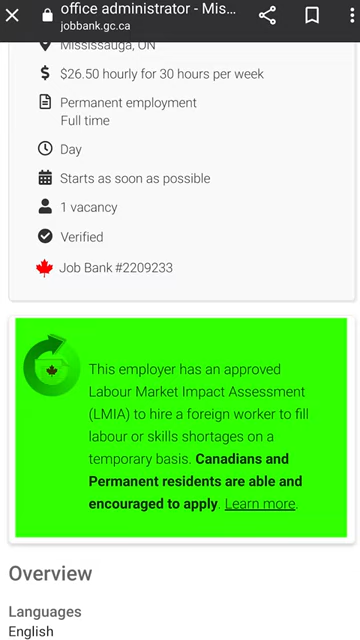 office administrator - Mis...
jobbank.gc.ca
Mississauga, ON
$26.50 hourly for 30 hours per week
Permanent employment
Full time
Day
Starts as soon as possible
1 vacancy
Verified
Job Bank #2209233
This employer has an approved
Labour Market Impact Assessment
(LMIA) to hire a foreign worker to fill
labour or skills shortages on a
temporary basis. Canadians and
Permanent residents are able and
encouraged to apply. Learn more.
Overview
Languages
English